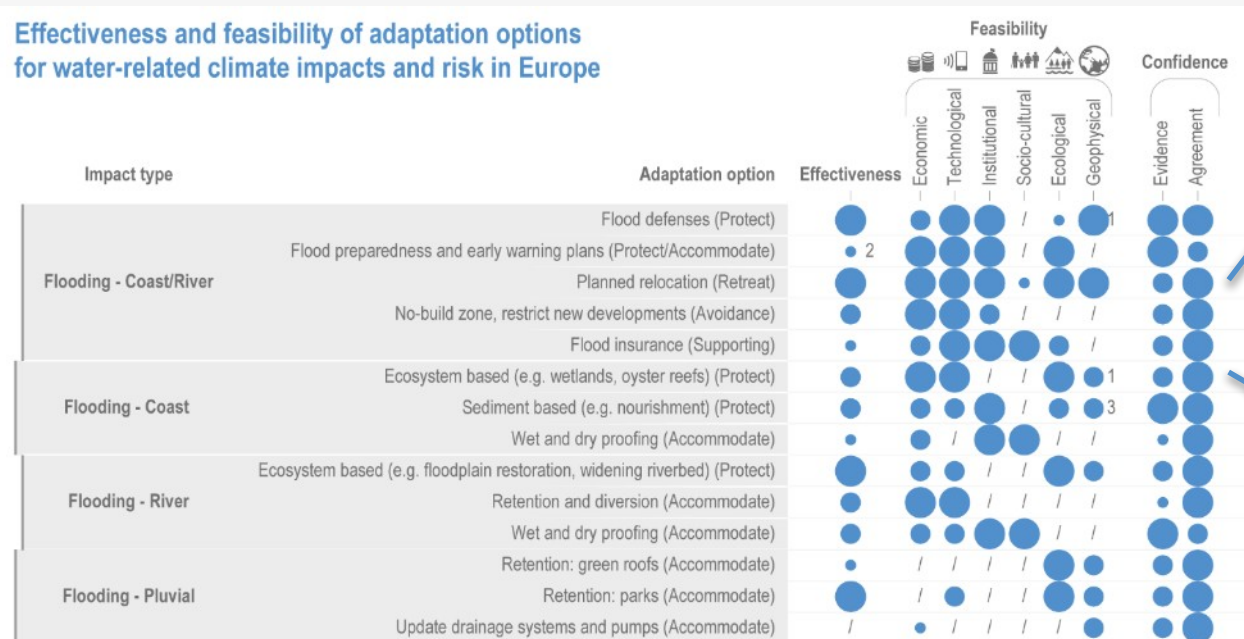 Effectiveness and feasibility of adaptation options
for water-related climate impacts and risk in Europe
Feasibility
Confidence
Impact type
Adaptation option
Effectiveness
Economic
Technological
Institutional
Socio-cultural
Ecological
Geophysical
Evidence
Agreement
Flooding - Coast/River
Flood defenses (Protect) / 1
Flood preparedness and early warning plans (Protect/Accommodate) 2 / /
Planned relocation (Retreat)
No-build zone, restrict new developments (Avoidance) / / /
Flood insurance (Supporting) /
Flooding - Coast
Ecosystem based (e.g. wetlands, oyster reefs) (Protect) / / 1
Sediment based (e.g. nourishment) (Protect) / 3
Wet and dry proofing (Accommodate) / / /
Flooding - River
Ecosystem based (e.g. floodplain restoration, widening riverbed) (Protect) / /
Retention and diversion (Accommodate) / / / /
Wet and dry proofing (Accommodate) / /
Flooding - Pluvial
Retention: green roofs (Accommodate) / / / /
Retention: parks (Accommodate) / / /
Update drainage systems and pumps (Accommodate) / / / / /